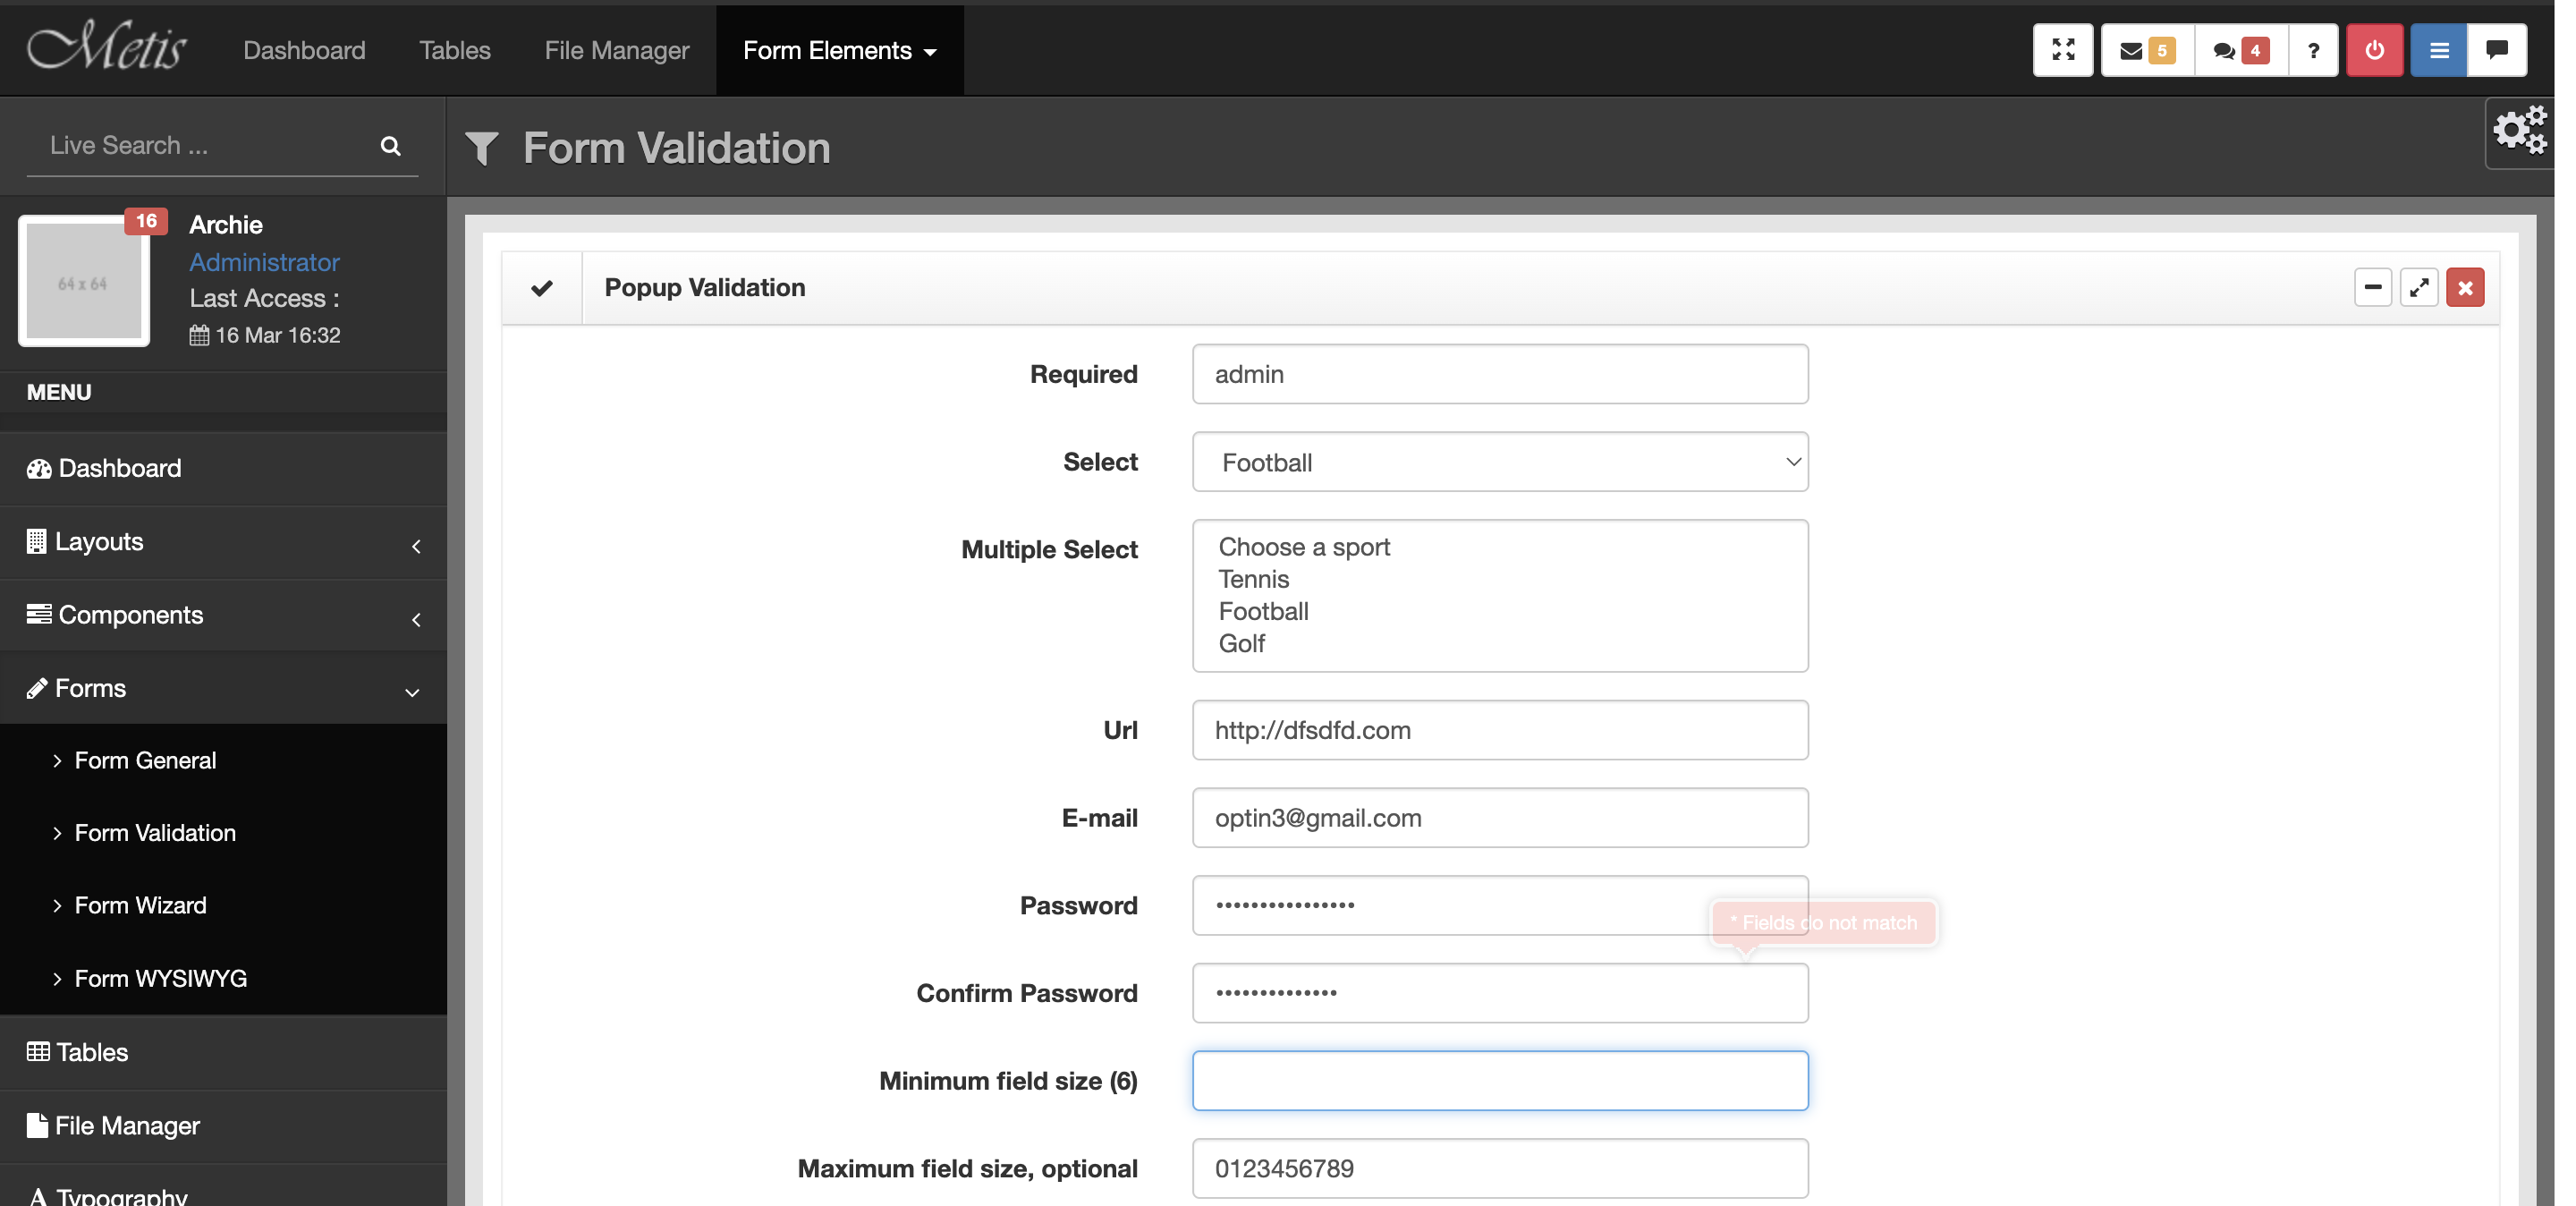 Metis
Dashboard
Tables
File Manager
Form Elements
5
4
?
Live Search ...
Form Validation
64 x 64
16
Archie
Administrator
Last Access :
16 Mar 16:32
MENU
Dashboard
Layouts
Components
Forms
Form General
Form Validation
Form Wizard
Form WYSIWYG
Tables
File Manager
Typography
Popup Validation
Required
admin
Select
Football
Multiple Select
Choose a sport
Tennis
Football
Golf
Url
http://dfsdfd.com
E-mail
optin3@gmail.com
Password
••••••••••••••••
* Fields do not match
Confirm Password
••••••••••••••
Minimum field size (6)
Maximum field size, optional
0123456789